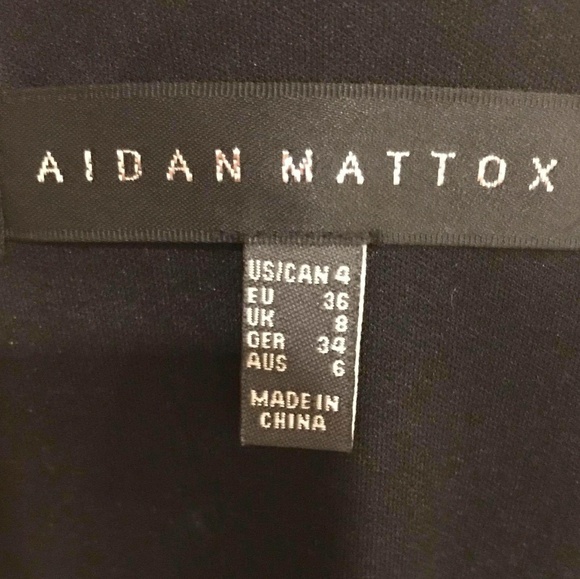 AIDAN MATTOX
US/CAN 4
EU 36
UK 8
GER 34
AUS 6
MADE IN
CHINA